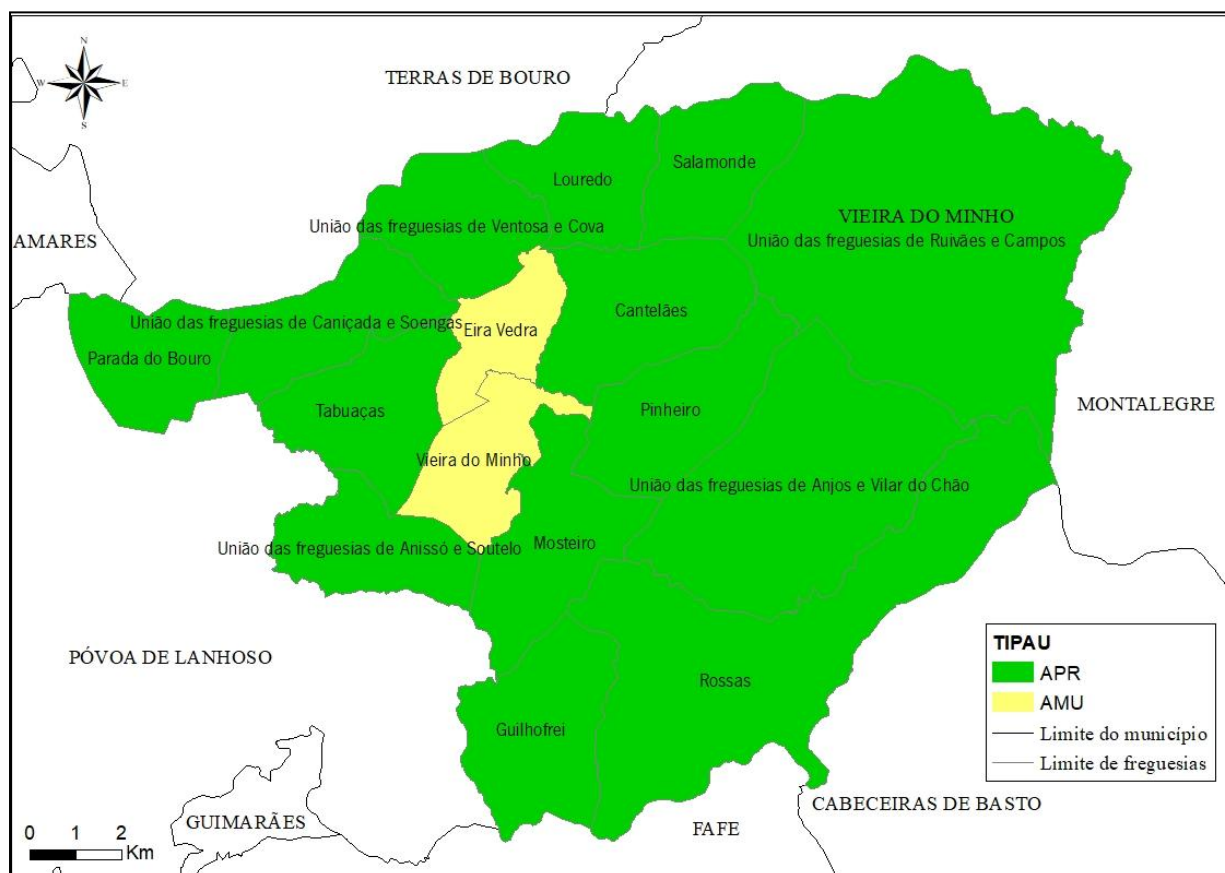 N
W
E
S
TERRAS DE BOURO
Salamonde
Louredo
VIEIRA DO MINHO
União das freguesias de Ventosa e Cova
União das freguesias de Ruivães e Campos
AMARES
Cantelães
União das freguesias de Caniçada e Soengas
Eira Vedra
Parada do Bouro
Tabuaças
Pinheiro
MONTALEGRE
Vieira do Minho
União das freguesias de Anjos e Vilar do Chão
União das freguesias de Anissó e Soutelo
Mosteiro
PÓVOA DE LANHOSO
Rossas
Guilhofrei
TIPAU
APR
AMU
Limite do município
Limite de freguesias
CABECEIRAS DE BASTO
GUIMARÃES
FAFE
0 1 2
Km